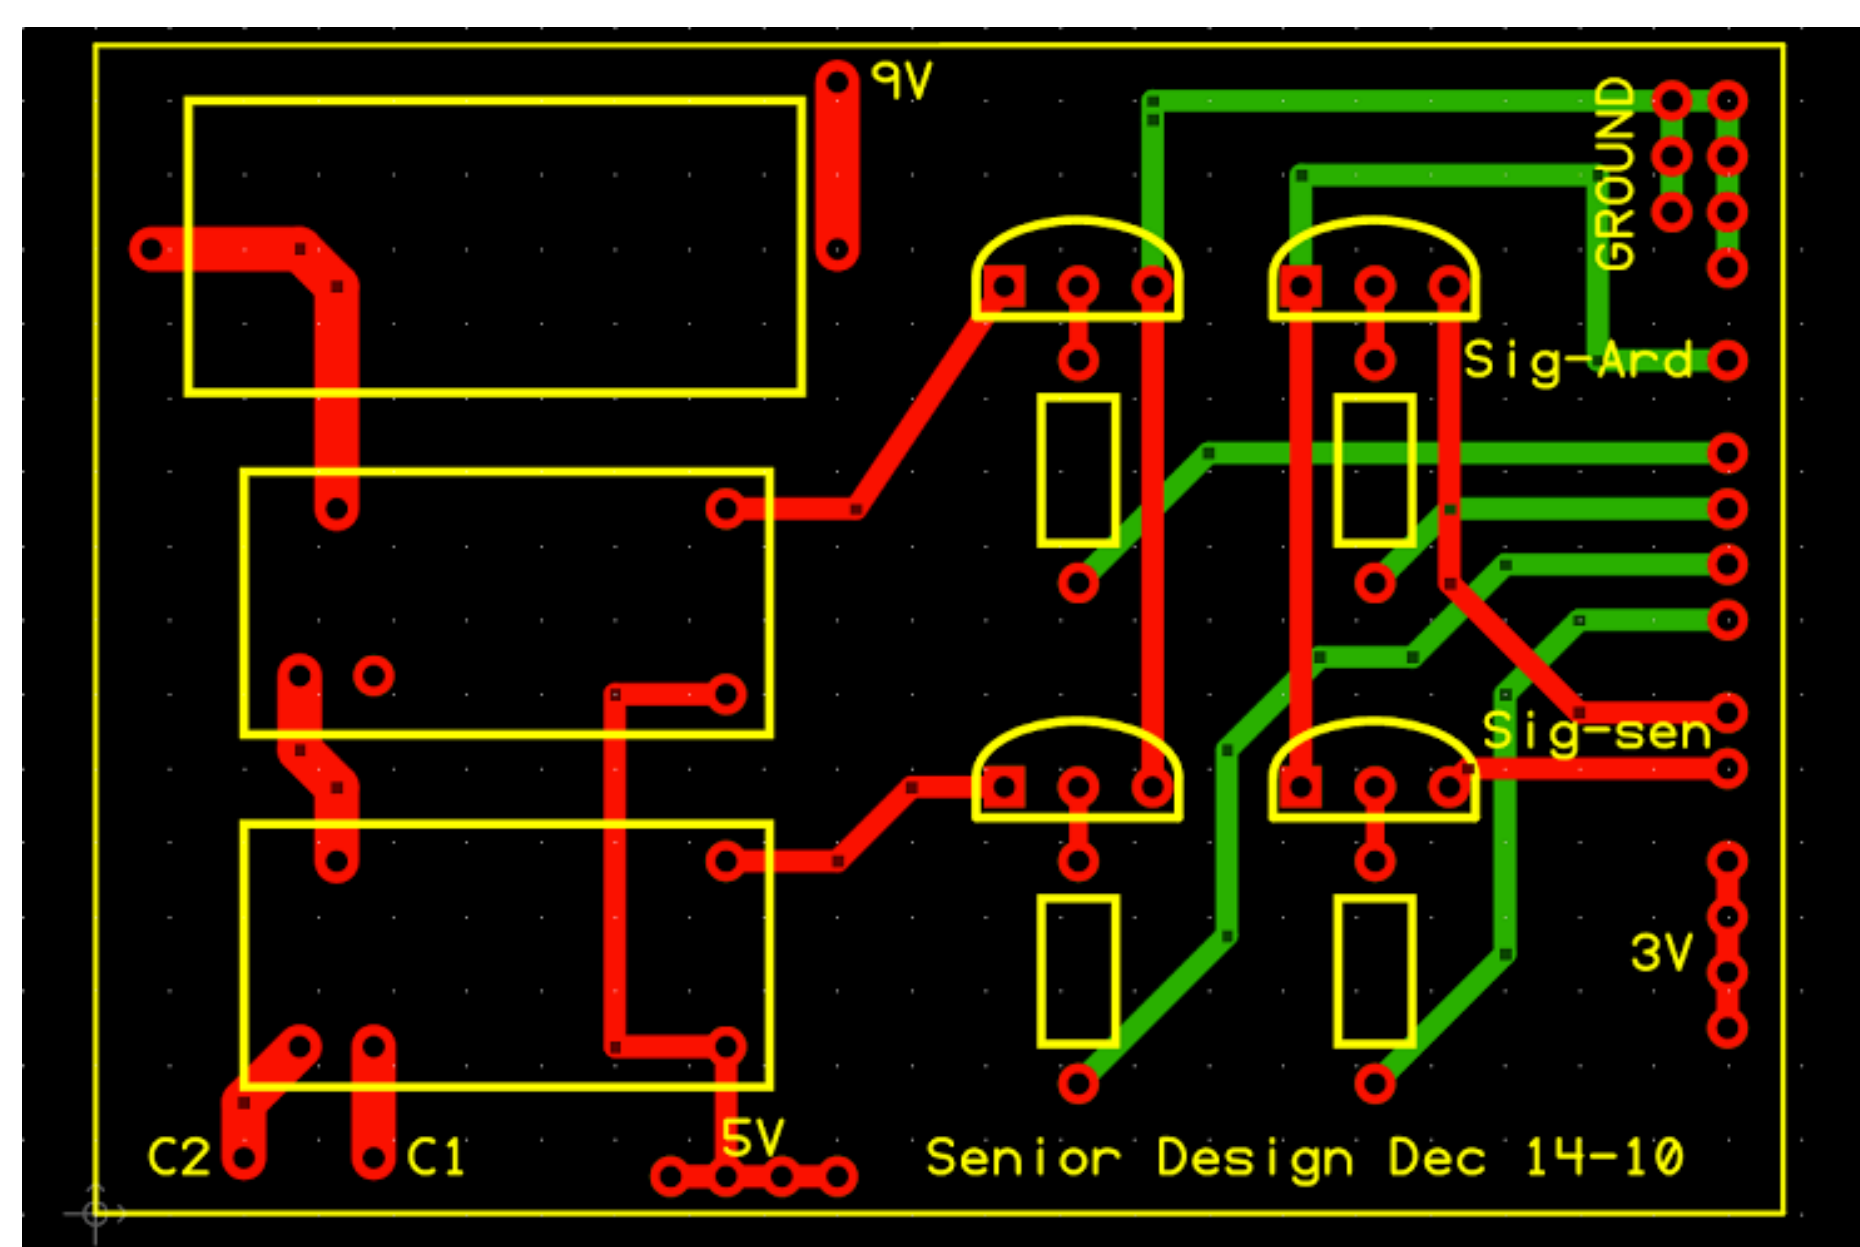 9V
GROUND
Sig-Ard
Sig-sen
3V
5V
C2
C1
Senior Design Dec 14-10